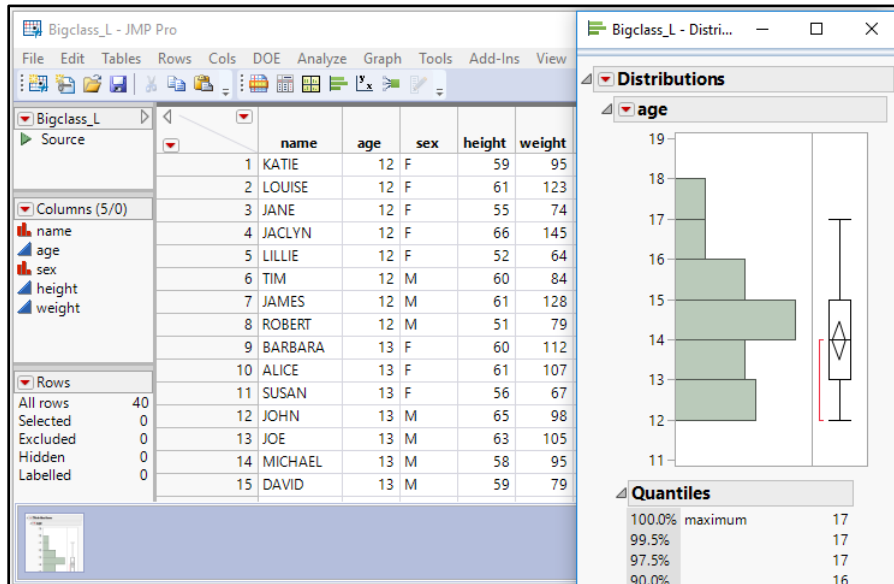 Bigclass_L - JMP Pro
File Edit Tables Rows Cols DOE Analyze Graph Tools Add-Ins View
Bigclass_L
Source
Columns (5/0)
name
age
sex
height
weight
Rows
All rows 40
Selected 0
Excluded 0
Hidden 0
Labelled 0
name age sex height weight
1 KATIE 12 F 59 95
2 LOUISE 12 F 61 123
3 JANE 12 F 55 74
4 JACLYN 12 F 66 145
5 LILLIE 12 F 52 64
6 TIM 12 M 60 84
7 JAMES 12 M 61 128
8 ROBERT 12 M 51 79
9 BARBARA 13 F 60 112
10 ALICE 13 F 61 107
11 SUSAN 13 F 56 67
12 JOHN 13 M 65 98
13 JOE 13 M 63 105
14 MICHAEL 13 M 58 95
15 DAVID 13 M 59 79
Bigclass_L - Distri...
Distributions
age
19
18
17
16
15
14
13
12
11
Quantiles
100.0% maximum 17
99.5% 17
97.5% 17
90.0% 16